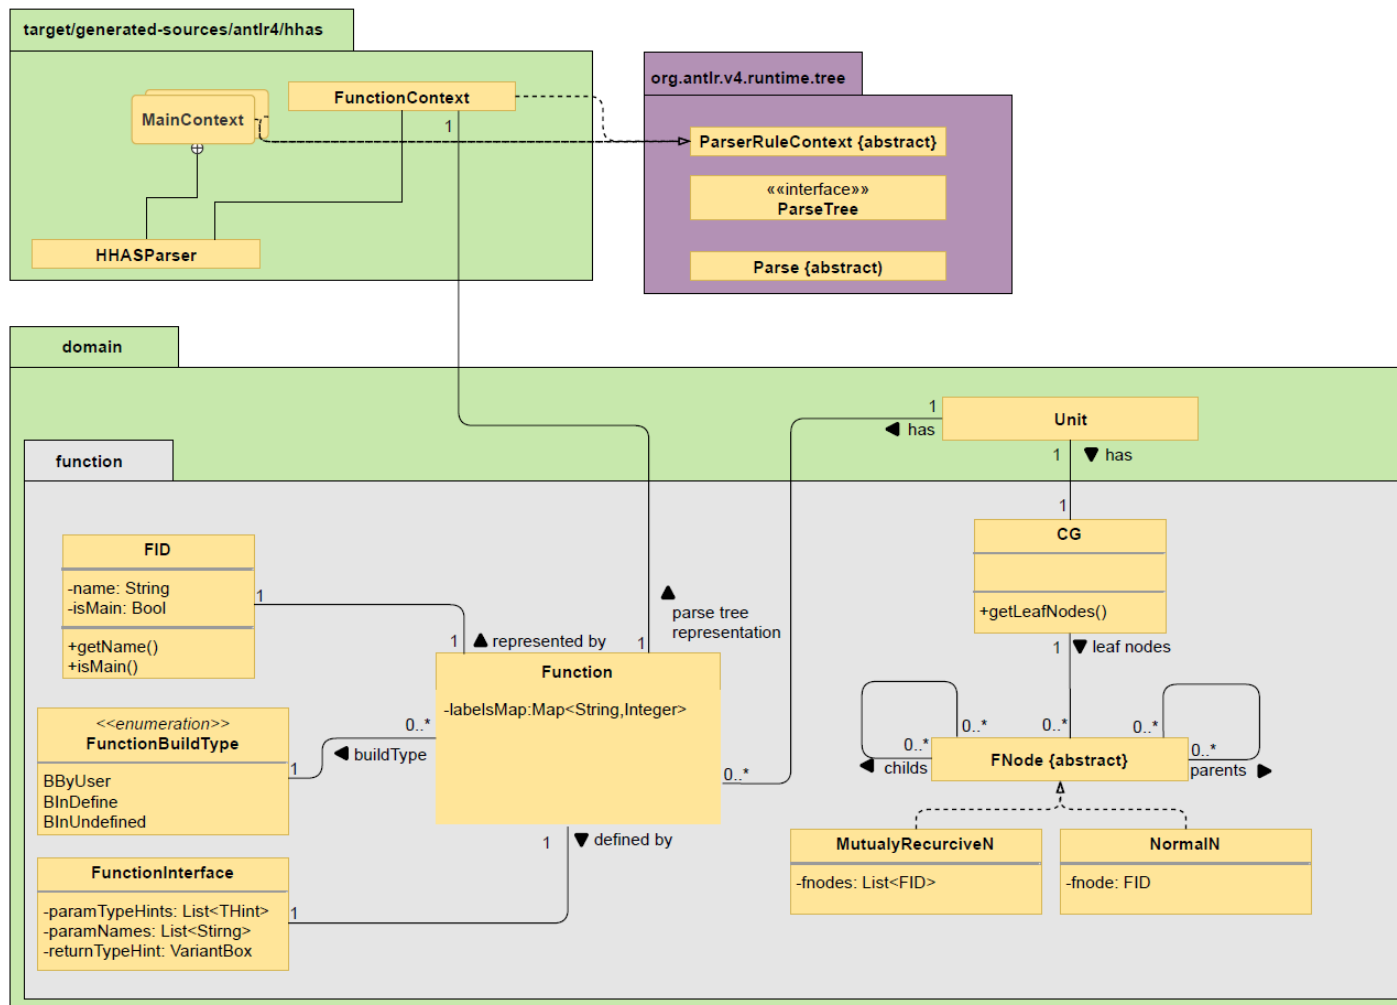 target/generated-sources/antlr4/hhas
MainContext
FunctionContext
1
HHASParser
org.antlr.v4.runtime.tree
ParserRuleContext {abstract}
««interface»»
ParseTree
Parse {abstract)
domain
Unit
1
has
1
has
1
function
FID
-name: String
-isMain: Bool
+getName()
+isMain()
1
1
represented by
parse tree
representation
1
CG
+getLeafNodes()
1
leaf nodes
Function
-labelsMap:Map<String,Integer>
<<enumeration>>
FunctionBuildType
BByUser
BInDefine
BInUndefined
1
0..*
buildType
0..*
1
defined by
FunctionInterface
-paramTypeHints: List<THint>
-paramNames: List<Stirng>
-returnTypeHint: VariantBox
1
0..*
0..*
0..*
0..*
0..*
childs
FNode {abstract}
parents
MutualyRecurciveN
-fnodes: List<FID>
NormalN
-fnode: FID